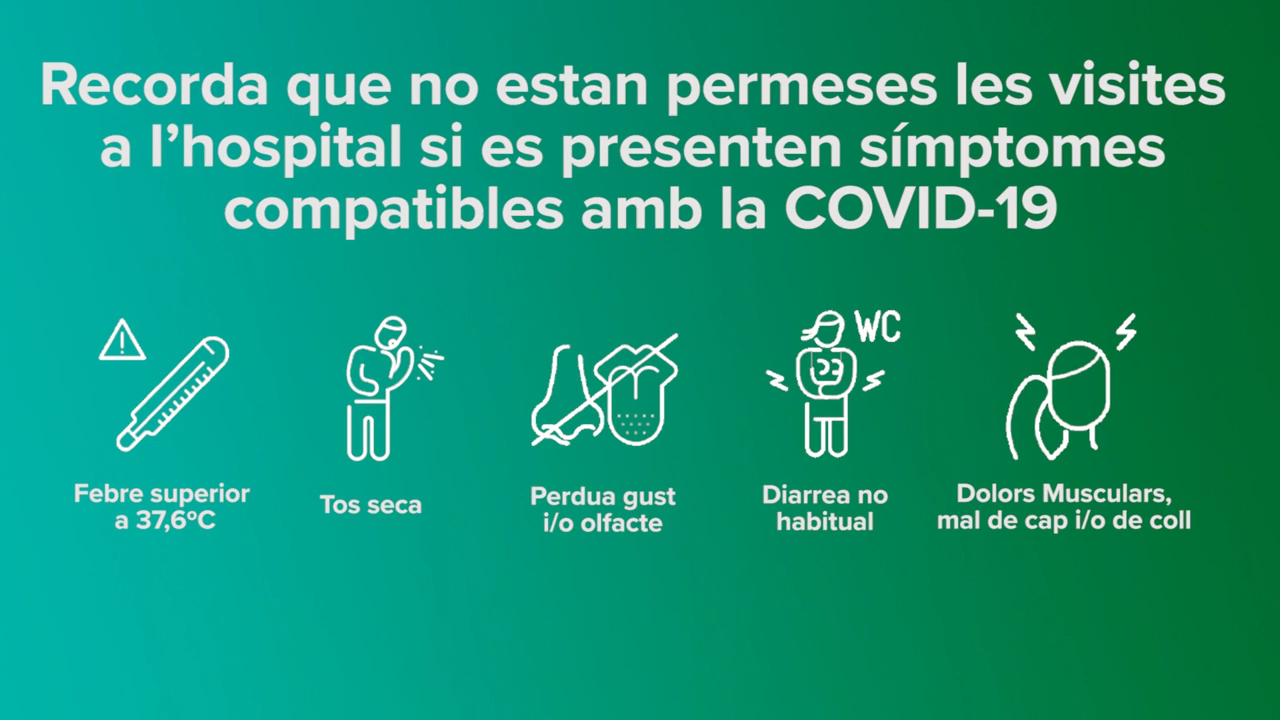 Recorda que no estan permeses les visites
a l’hospital si es presenten símptomes
compatibles amb la COVID-19
WC
Febre superior
a 37,6ºC
Tos seca
Perdua gust
i/o olfacte
Diarrea no
habitual
Dolors Musculars,
mal de cap i/o de coll